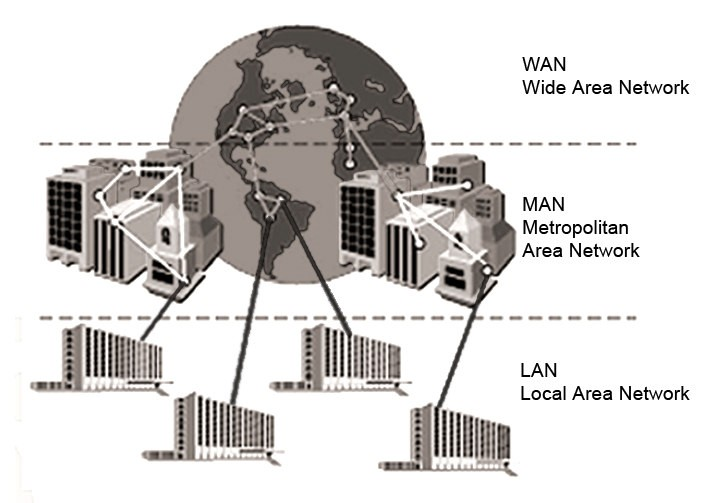 WAN
Wide Area Network
MAN
Metropolitan
Area Network
LAN
Local Area Network